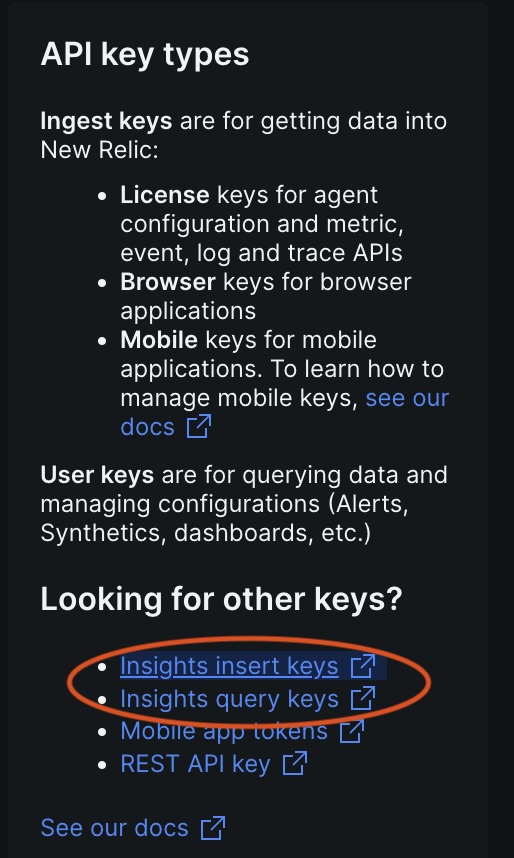 API key types
Ingest keys are for getting data into
New Relic:
License keys for agent
configuration and metric,
event, log and trace APIs
Browser keys for browser
applications
Mobile keys for mobile
applications. To learn how to
manage mobile keys, see our
docs
User keys are for querying data and
managing configurations (Alerts,
Synthetics, dashboards, etc.)
Looking for other keys?
Insights insert keys
Insights query keys
Mobile app tokens
REST API key
See our docs